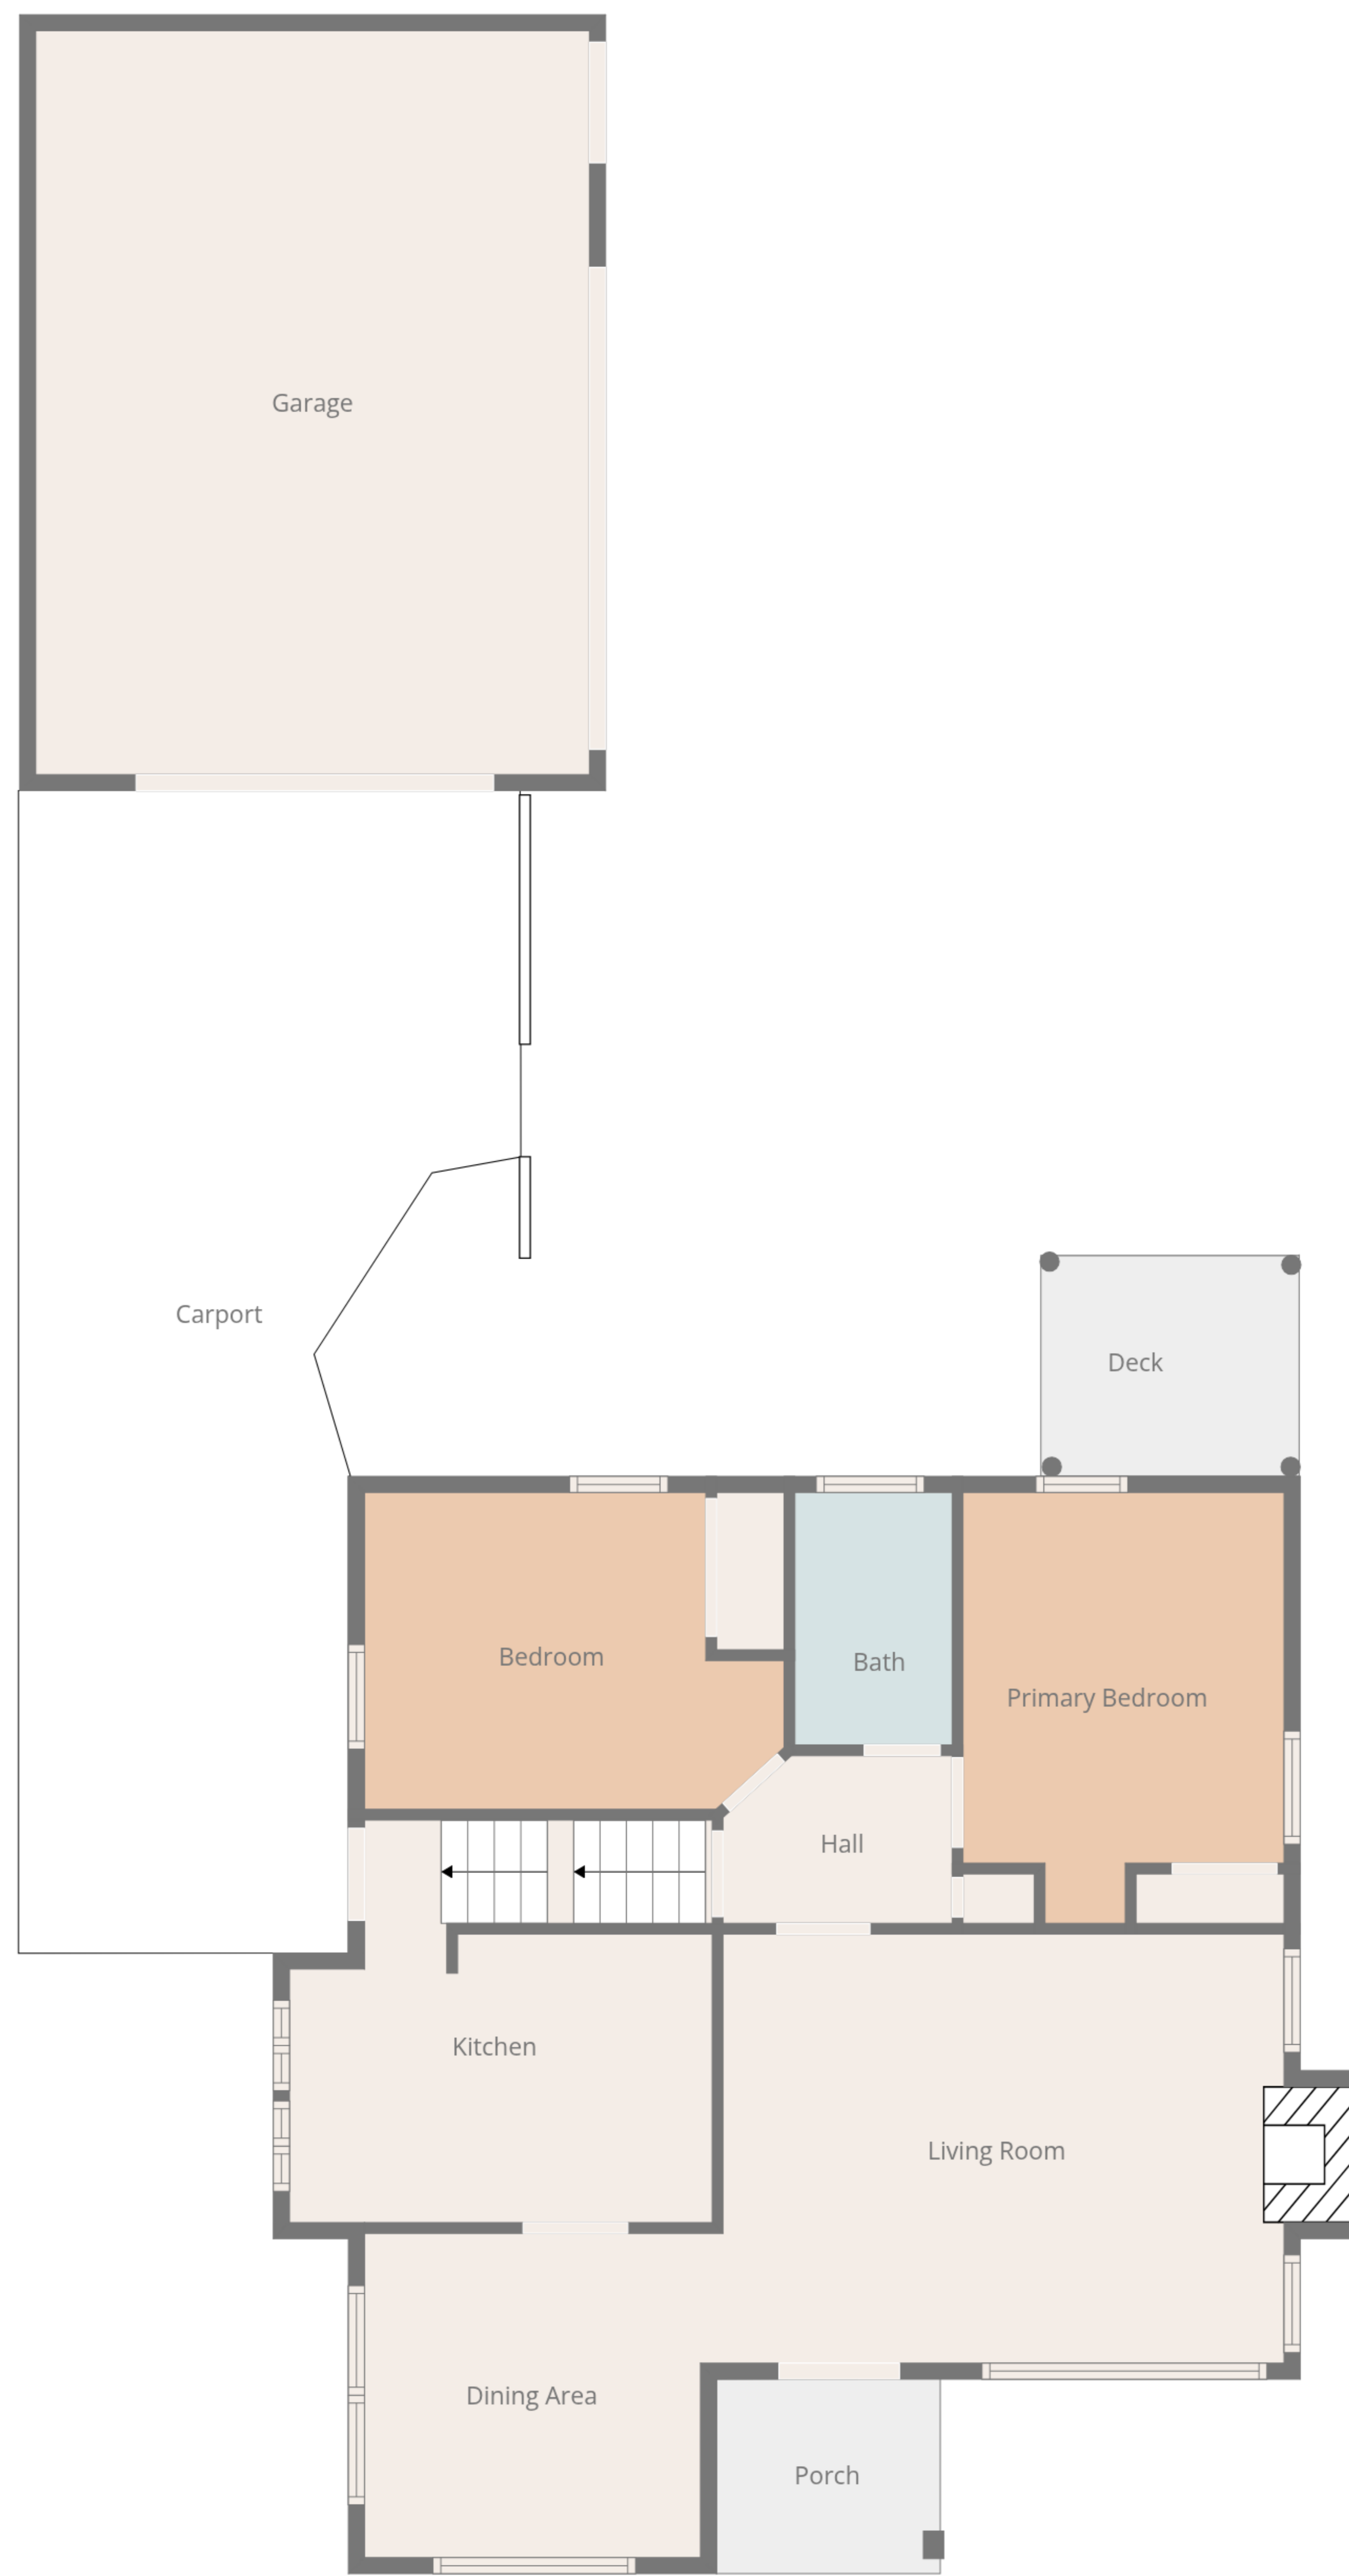 Garage
Carport
Deck
Bedroom
Bath
Primary Bedroom
Hall
Kitchen
Living Room
Dining Area
Porch